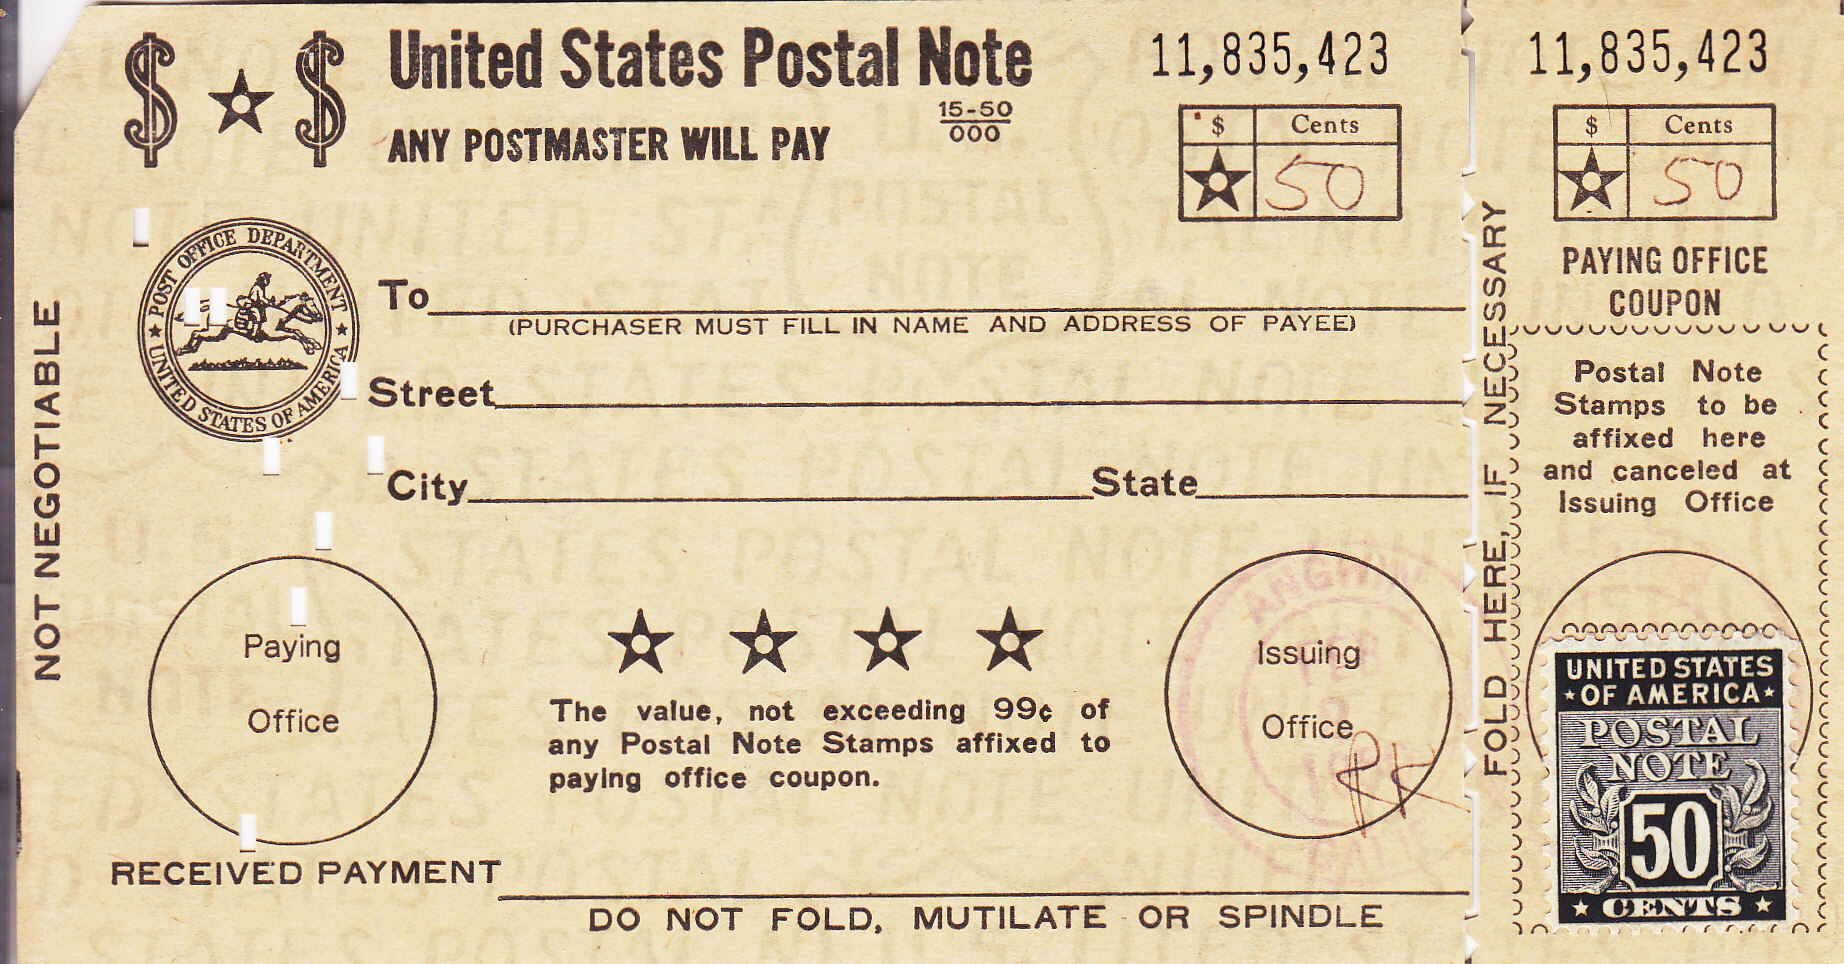 $ $ United States Postal Note
ANY POSTMASTER WILL PAY
15-50
000
11,835,423
$ Cents
50
11,835,423
$ Cents
50
PAYING OFFICE
COUPON
NOT NEGOTIABLE
POST OFFICE DEPARTMENT
UNITED STATES OF AMERICA
To
(PURCHASER MUST FILL IN NAME AND ADDRESS OF PAYEE)
Street
City State
FOLD HERE, IF NECESSARY
Postal Note
Stamps to be
affixed here
and canceled at
Issuing Office
Paying
Office
The value, not exceeding 99¢ of
any Postal Note Stamps affixed to
paying office coupon.
Issuing
Office
ANGWIN
FEB
CALIF
UNITED STATES
OF AMERICA
POSTAL
NOTE
50
CENTS
RECEIVED PAYMENT
DO NOT FOLD, MUTILATE OR SPINDLE